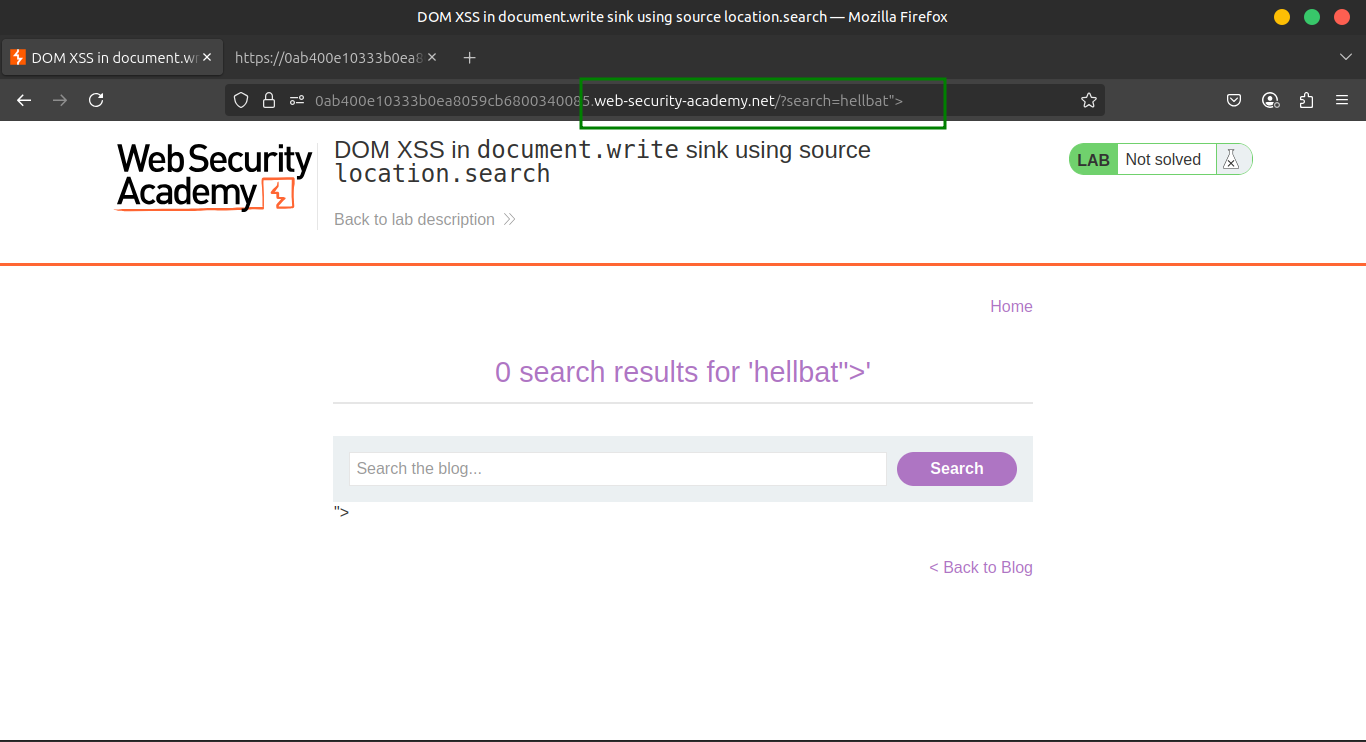 DOM XSS in document.write sink using source location.search — Mozilla Firefox
DOM XSS in document.wr
https://0ab400e10333b0ea8
0ab400e10333b0ea8059cb6800340085.web-security-academy.net/?search=hellbat">
Web Security
Academy
DOM XSS in document.write sink using source
location.search
LAB Not solved
Back to lab description
Home
0 search results for 'hellbat">'
Search the blog...
Search
">
< Back to Blog